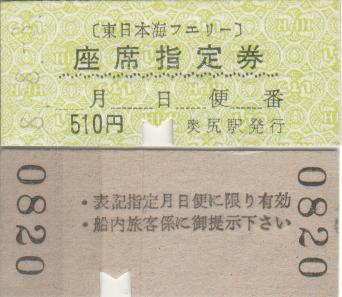 〔東日本海フエリー〕
座席指定券
月 日 便 番
510円 奥尻駅発行
0820
・表記指定月日便に限り有効
・船内旅客係に御提示下さい
0820